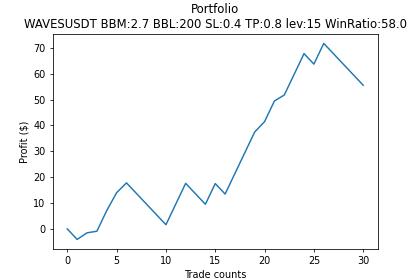 Portfolio
WAVESUSDT BBM:2.7 BBL:200 SL:0.4 TP:0.8 lev:15 WinRatio:58.0
70
60
50
40
30
20
10
0
Profit ($)
0 5 10 15 20 25 30
Trade counts